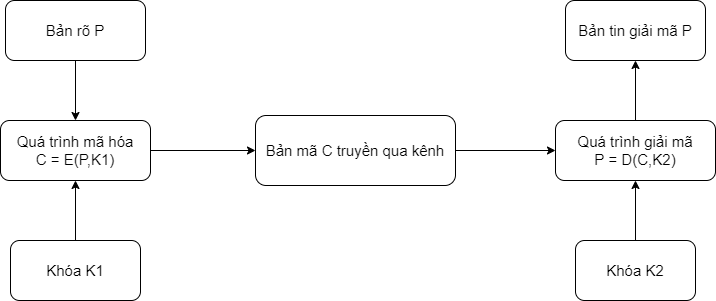 Bản rõ P
Bản tin giải mã P
Quá trình mã hóa
C = E(P,K1)
Bản mã C truyền qua kênh
Quá trình giải mã
P = D(C,K2)
Khóa K1
Khóa K2